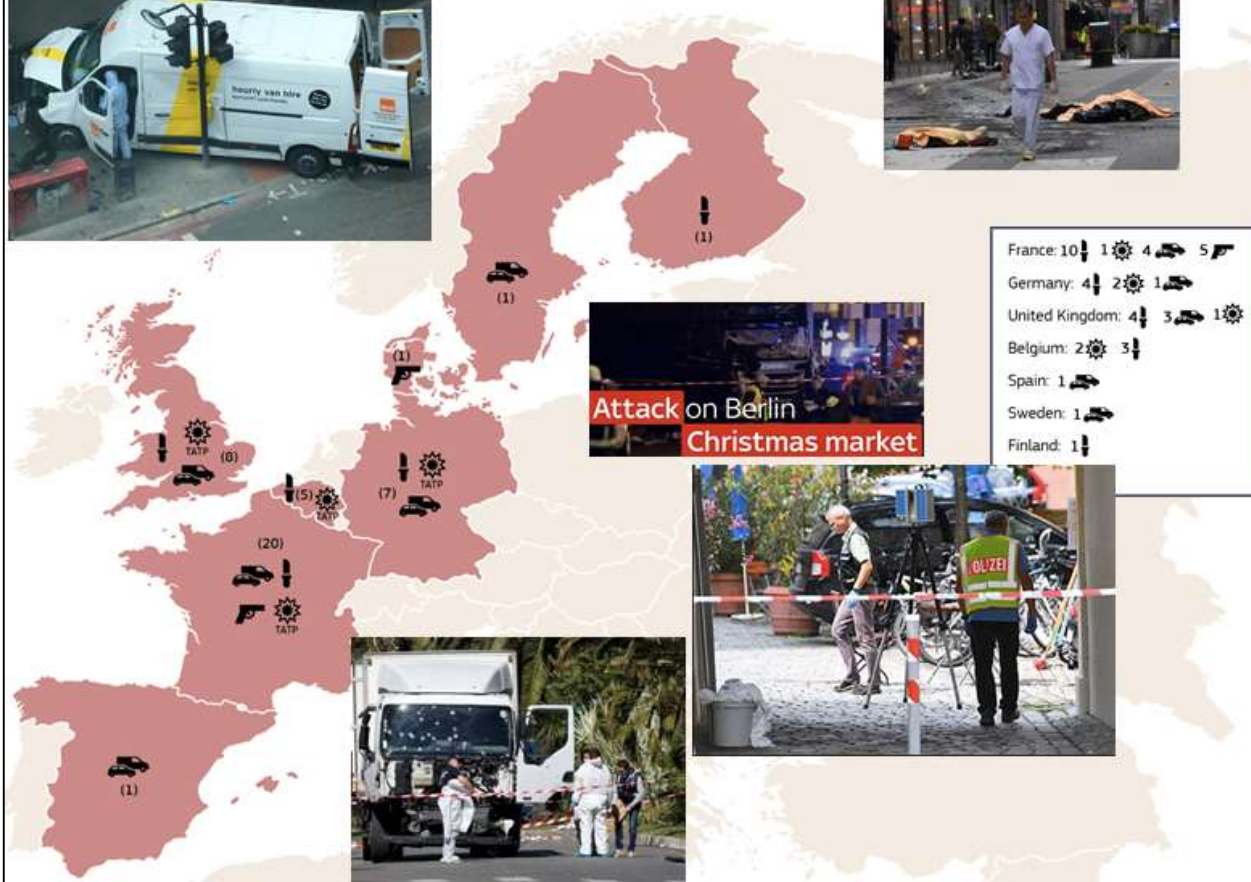 hourly van hire
(1)
France: 10 1 4 5
Germany: 4 2 1
United Kingdom: 4 3 1
Belgium: 2 3
Spain: 1
Sweden: 1
Finland: 1
(1)
(1)
Attack on Berlin
Christmas market
TATP
(8)
(7)
TATP
(5)
TATP
(20)
TATP
POLIZEI
(1)